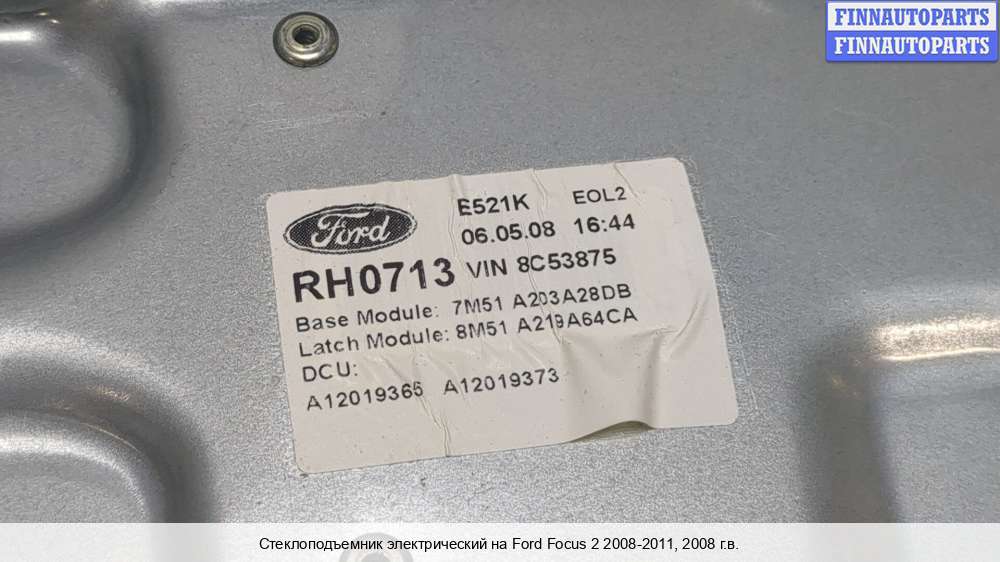 FINNAUTOPARTS
FINNAUTOPARTS
Ford
E521K EOL2
06.05.08 16:44
RH0713 VIN 8C53875
Base Module: 7M51 A203A28DB
Latch Module: 8M51 A219A64CA
DCU:
A12019365 A12019373
Стеклоподъемник электрический на Ford Focus 2 2008-2011, 2008 г.в.